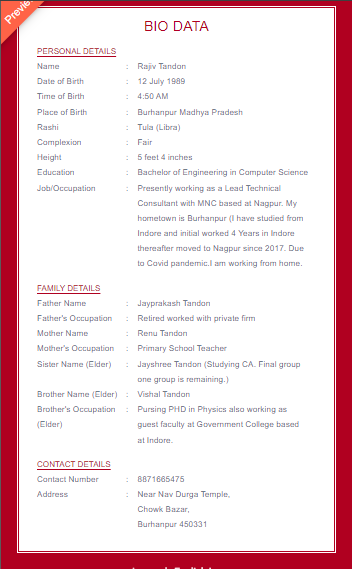 Preview
BIO DATA
PERSONAL DETAILS
Name : Rajiv Tandon
Date of Birth : 12 July 1989
Time of Birth : 4:50 AM
Place of Birth : Burhanpur Madhya Pradesh
Rashi : Tula (Libra)
Complexion : Fair
Height : 5 feet 4 inches
Education : Bachelor of Engineering in Computer Science
Job/Occupation : Presently working as a Lead Technical
Consultant with MNC based at Nagpur. My
hometown is Burhanpur (I have studied from
Indore and initial worked 4 Years in Indore
thereafter moved to Nagpur since 2017. Due
to Covid pandemic.I am working from home.
FAMILY DETAILS
Father Name : Jayprakash Tandon
Father's Occupation : Retired worked with private firm
Mother Name : Renu Tandon
Mother's Occupation : Primary School Teacher
Sister Name (Elder) : Jayshree Tandon (Studying CA. Final group
one group is remaining.)
Brother Name (Elder) : Vishal Tandon
Brother's Occupation : Pursing PHD in Physics also working as
(Elder) guest faculty at Government College based
at Indore.
CONTACT DETAILS
Contact Number : 8871665475
Address : Near Nav Durga Temple,
Chowk Bazar,
Burhanpur 450331